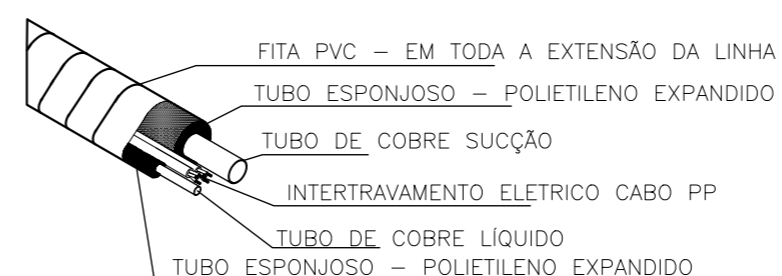 FITA PVC – EM TODA A EXTENSÃO DA LINHA
TUBO ESPONJOSO – POLIETILENO EXPANDIDO
TUBO DE COBRE SUCÇÃO
INTERTRAVAMENTO ELETRICO CABO PP
TUBO DE COBRE LÍQUIDO
TUBO ESPONJOSO – POLIETILENO EXPANDIDO